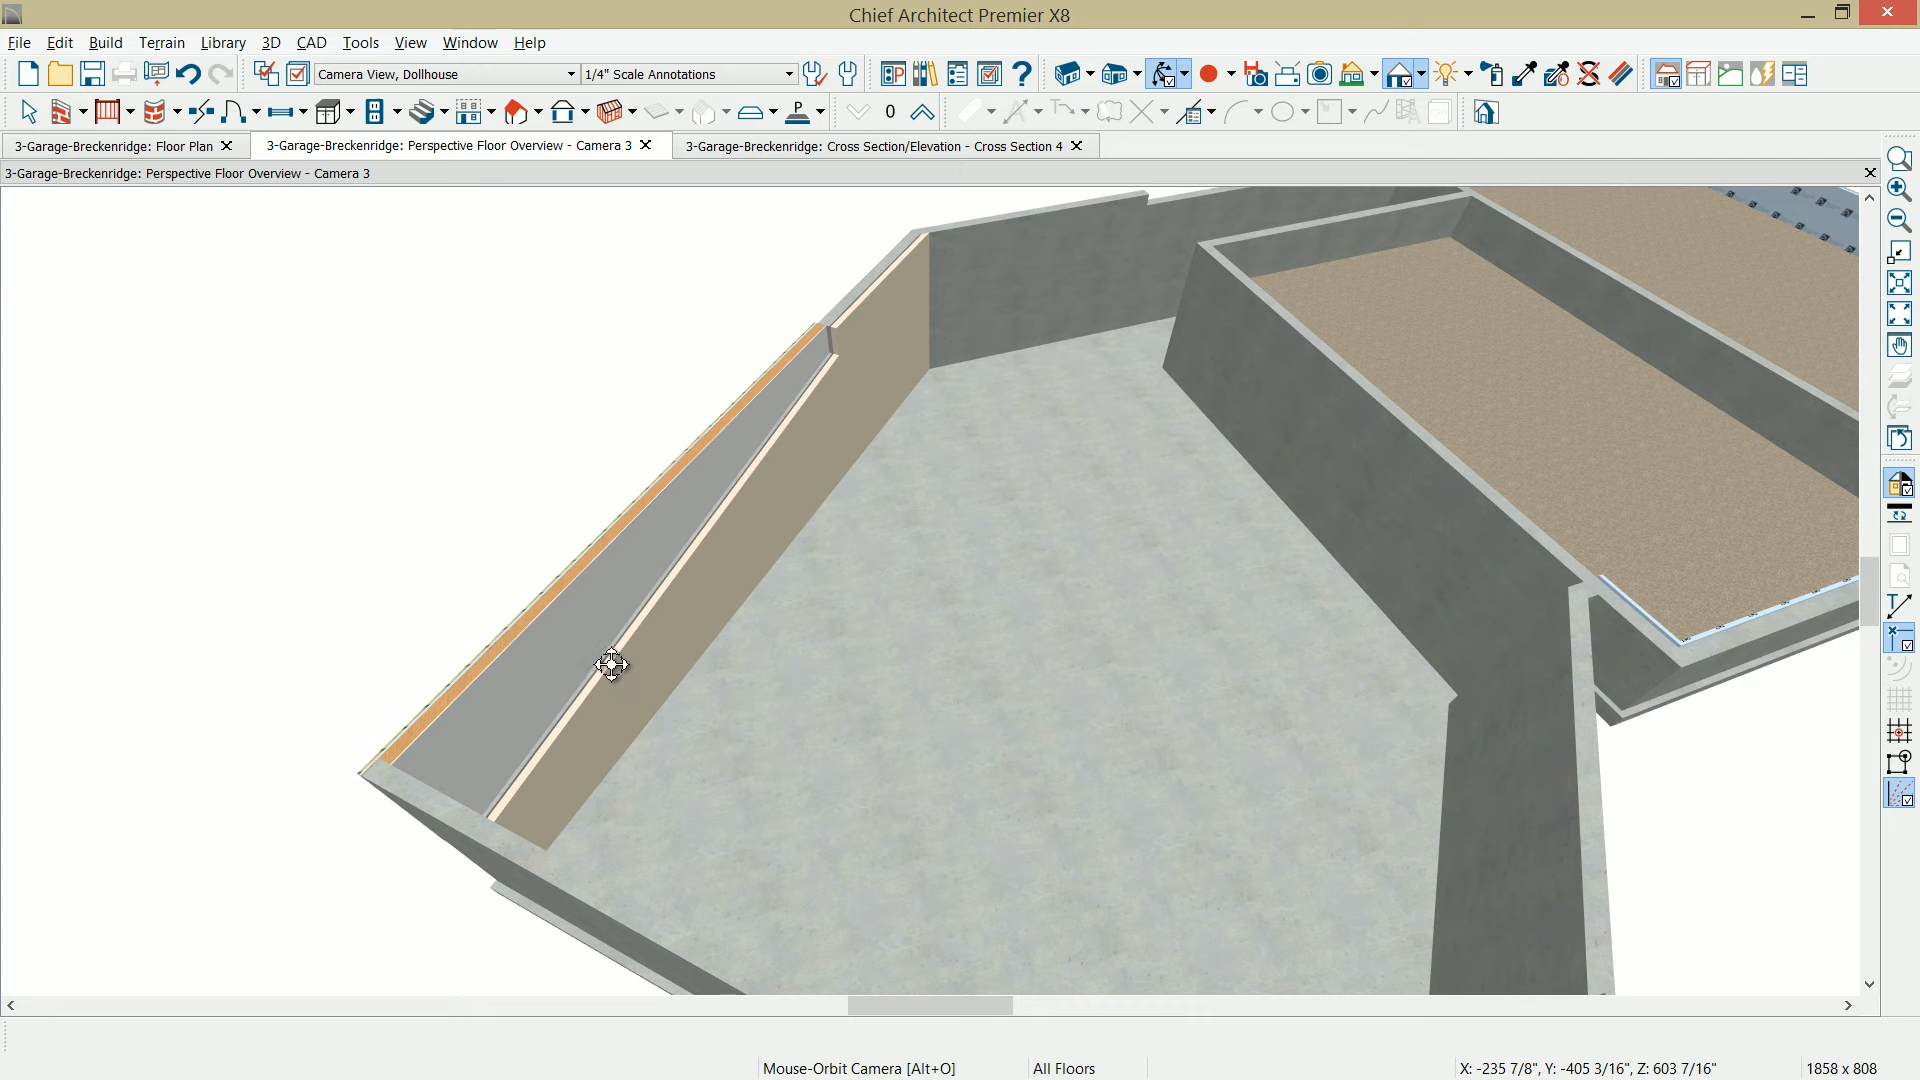 Chief Architect Premier X8
File Edit Build Terrain Library 3D CAD Tools View Window Help
Camera View, Dollhouse 1/4" Scale Annotations
0
3-Garage-Breckenridge: Floor Plan 3-Garage-Breckenridge: Perspective Floor Overview - Camera 3 3-Garage-Breckenridge: Cross Section/Elevation - Cross Section 4
3-Garage-Breckenridge: Perspective Floor Overview - Camera 3
Mouse-Orbit Camera [Alt+O] All Floors X: -235 7/8", Y: -405 3/16", Z: 603 7/16" 1858 x 808